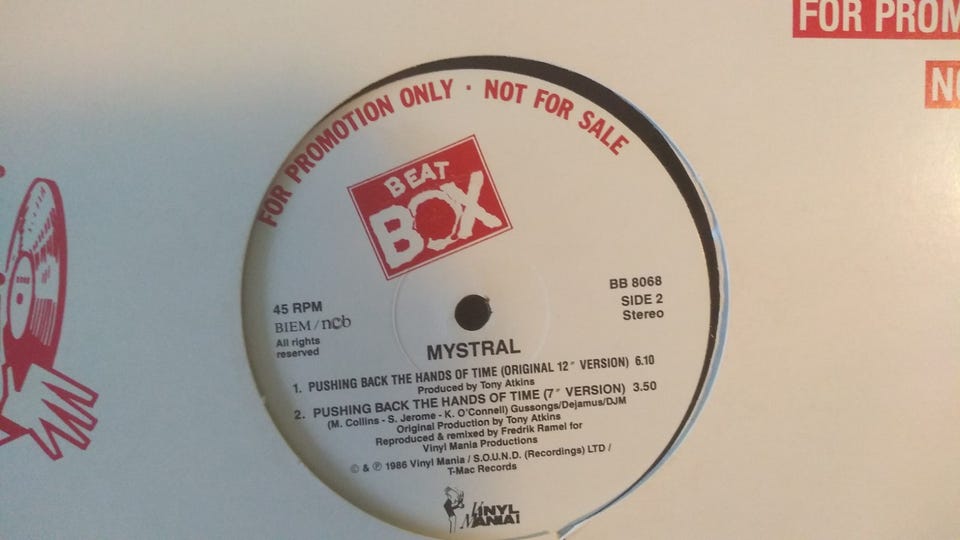 FOR PROM
NO
FOR PROMOTION ONLY · NOT FOR SALE
BEAT
BOX
45 RPM
BIEM / ncb
All rights
reserved
BB 8068
SIDE 2
Stereo
MYSTRAL
1. PUSHING BACK THE HANDS OF TIME (ORIGINAL 12″ VERSION) 6.10
Produced by Tony Atkins
2. PUSHING BACK THE HANDS OF TIME (7″ VERSION) 3.50
(M. Collins - S. Jerome - K. O'Connell) Gussongs/Dejamus/DJM
Original Production by Tony Atkins
Reproduced & remixed by Fredrik Ramel for
Vinyl Mania Productions
© & ℗ 1986 Vinyl Mania / S.O.U.N.D. (Recordings) LTD /
T-Mac Records
VINYL
MANIA!